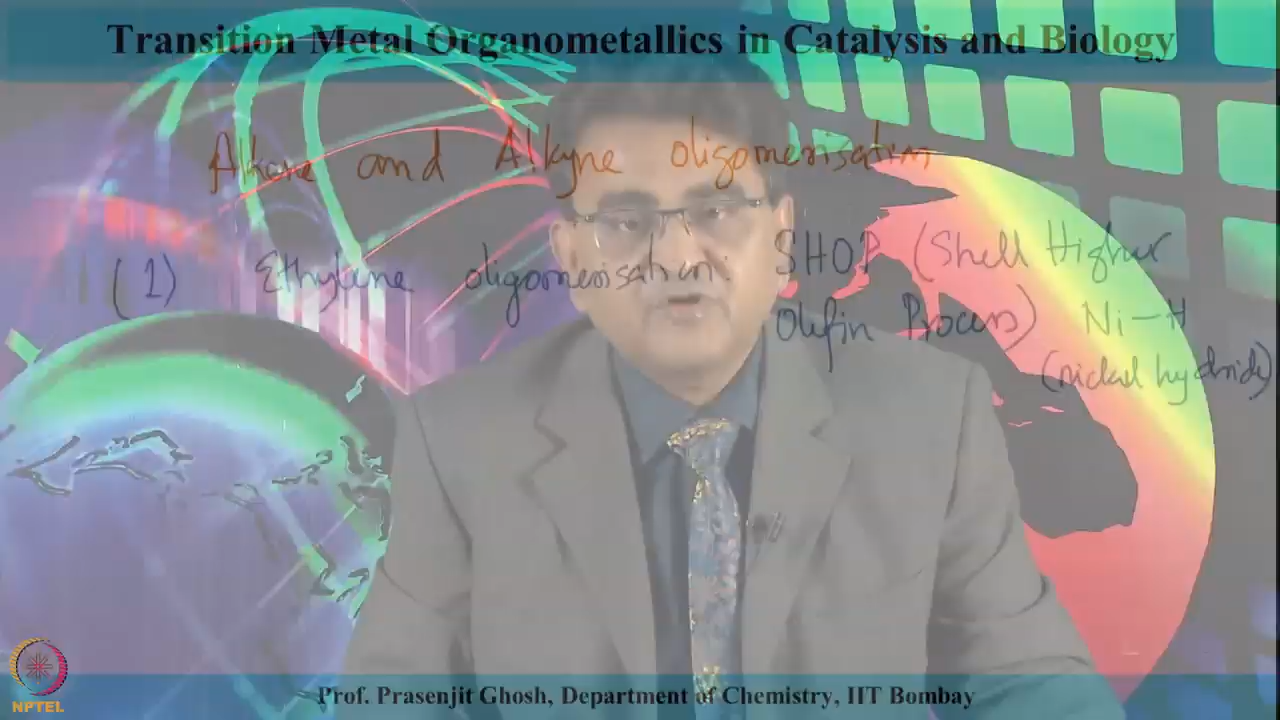 Transition Metal Organometallics in Catalysis and Biology
Alkene and Alkyne oligomerisation
(1) Ethylene oligomerisation: SHOP (Shell Higher
Olefin Process) Ni-H
(nickel hydride)
NPTEL
Prof. Prasenjit Ghosh, Department of Chemistry, IIT Bombay